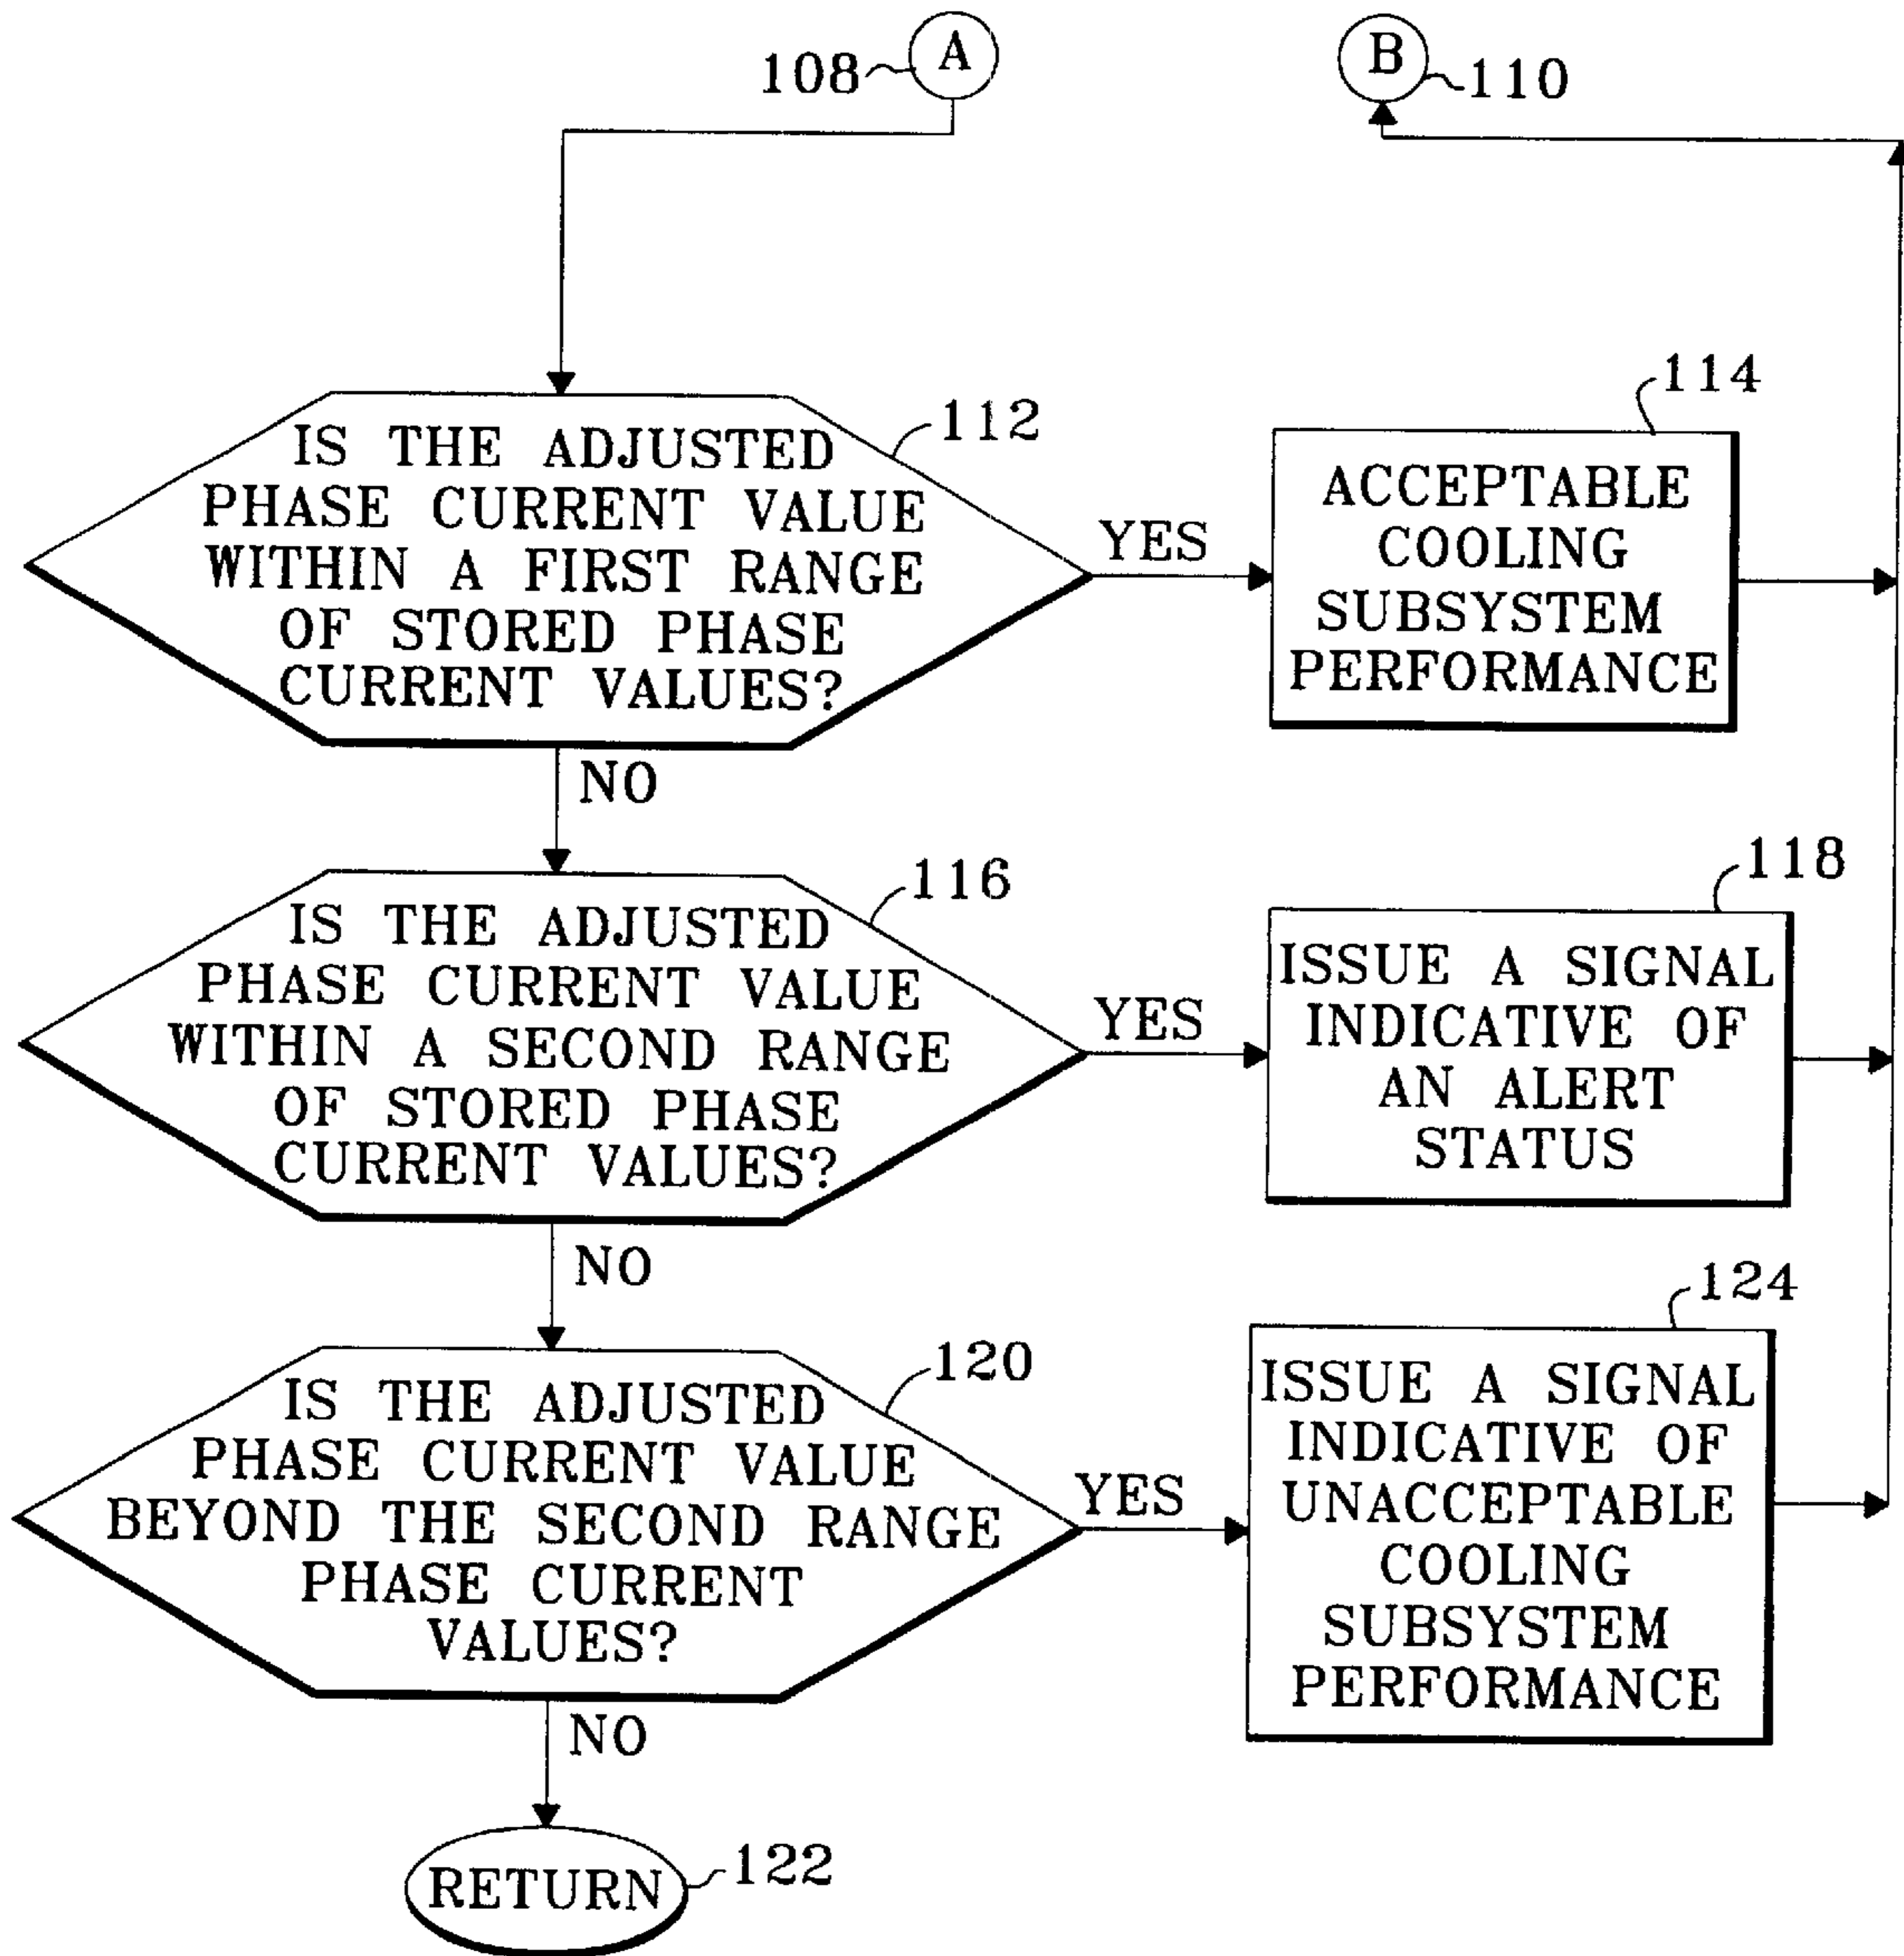 108
A
B
110
IS THE ADJUSTED
PHASE CURRENT VALUE
WITHIN A FIRST RANGE
OF STORED PHASE
CURRENT VALUES?
112
YES
114
ACCEPTABLE
COOLING
SUBSYSTEM
PERFORMANCE
NO
IS THE ADJUSTED
PHASE CURRENT VALUE
WITHIN A SECOND RANGE
OF STORED PHASE
CURRENT VALUES?
116
YES
118
ISSUE A SIGNAL
INDICATIVE OF
AN ALERT
STATUS
NO
IS THE ADJUSTED
PHASE CURRENT VALUE
BEYOND THE SECOND RANGE
PHASE CURRENT
VALUES?
120
YES
124
ISSUE A SIGNAL
INDICATIVE OF
UNACCEPTABLE
COOLING
SUBSYSTEM
PERFORMANCE
NO
RETURN
122